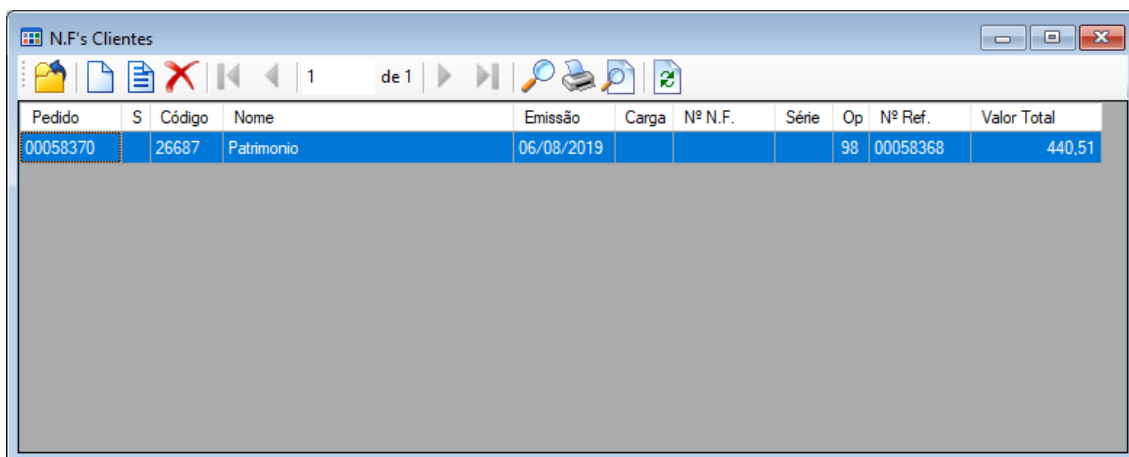 N.F's Clientes
1 de 1
Pedido S Código Nome Emissão Carga Nº N.F. Série Op Nº Ref. Valor Total
00058370 26687 Patrimonio 06/08/2019 98 00058368 440,51